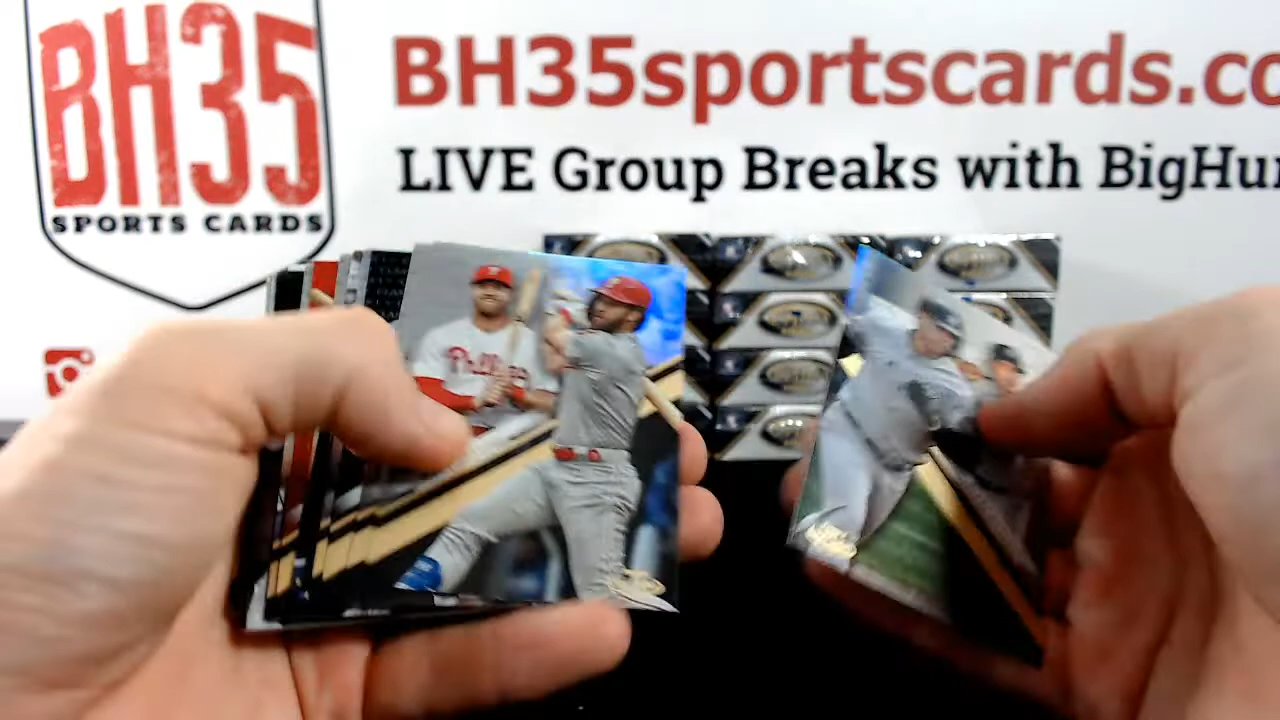 BH35
SPORTS CARDS
BH35sportscards.co
LIVE Group Breaks with BigHu
Phillies